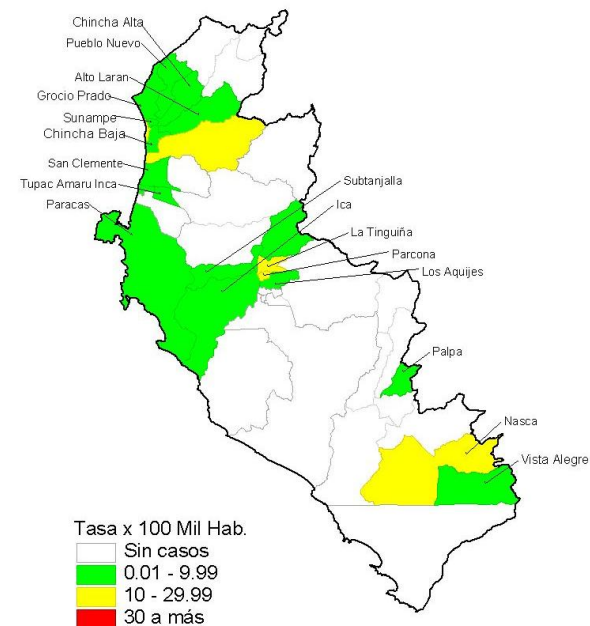 Chincha Alta
Pueblo Nuevo
Alto Laran
Grocio Prado
Sunampe
Chincha Baja
San Clemente
Tupac Amaru Inca
Paracas
Subtanjalla
Ica
La Tinguiña
Parcona
Los Aquijes
Palpa
Nasca
Vista Alegre
Tasa x 100 Mil Hab.
Sin casos
0.01 - 9.99
10 - 29.99
30 a más